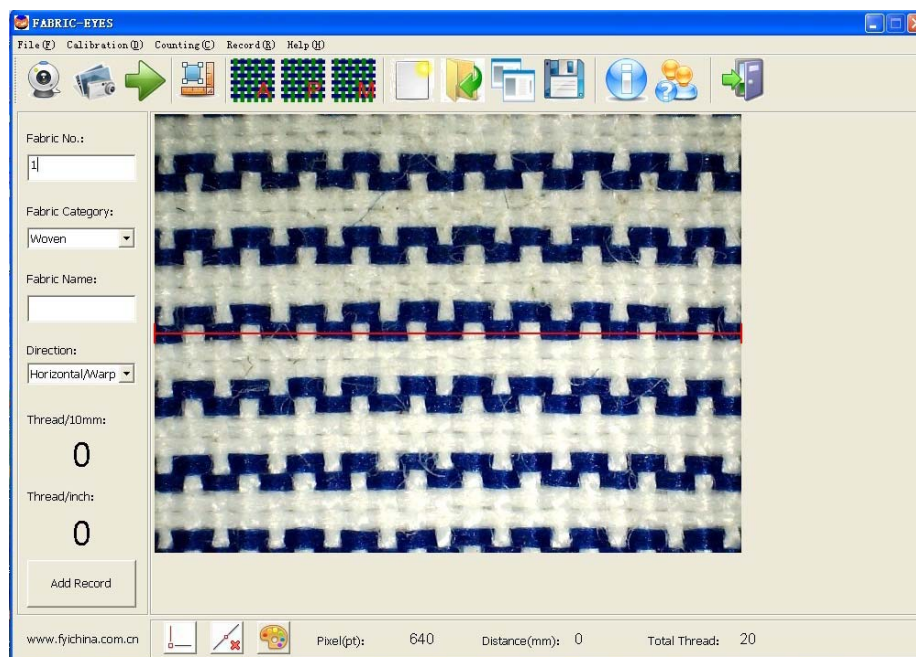 FABRIC-EYES
File(F) Calibration(D) Counting(C) Record(R) Help(H)
A P M
Fabric No.:
1
Fabric Category:
Woven
Fabric Name:
Direction:
Horizontal/Warp
Thread/10mm:
0
Thread/inch:
0
Add Record
www.fyichina.com.cn
Pixel(pt): 640 Distance(mm): 0 Total Thread: 20